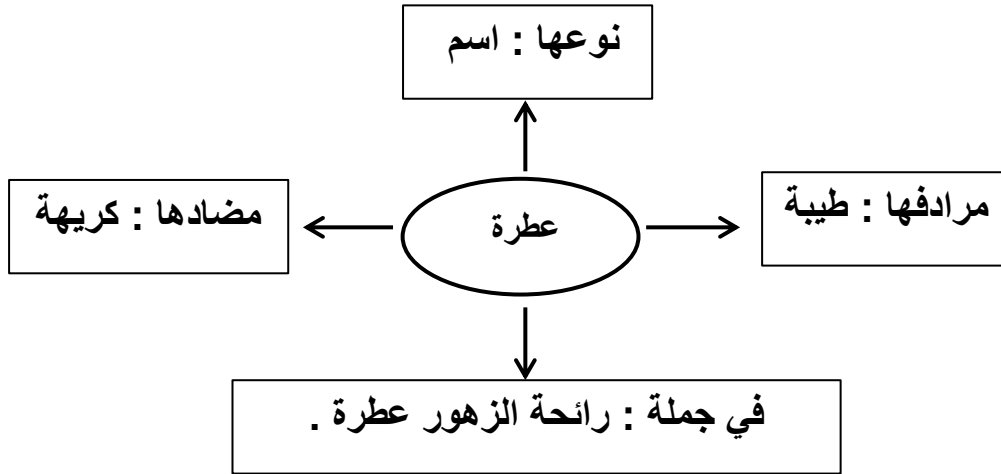 نوعها : اسم
مرادفها : طيبة
عطرة
مضادها : كريهة
في جملة : رائحة الزهور عطرة .